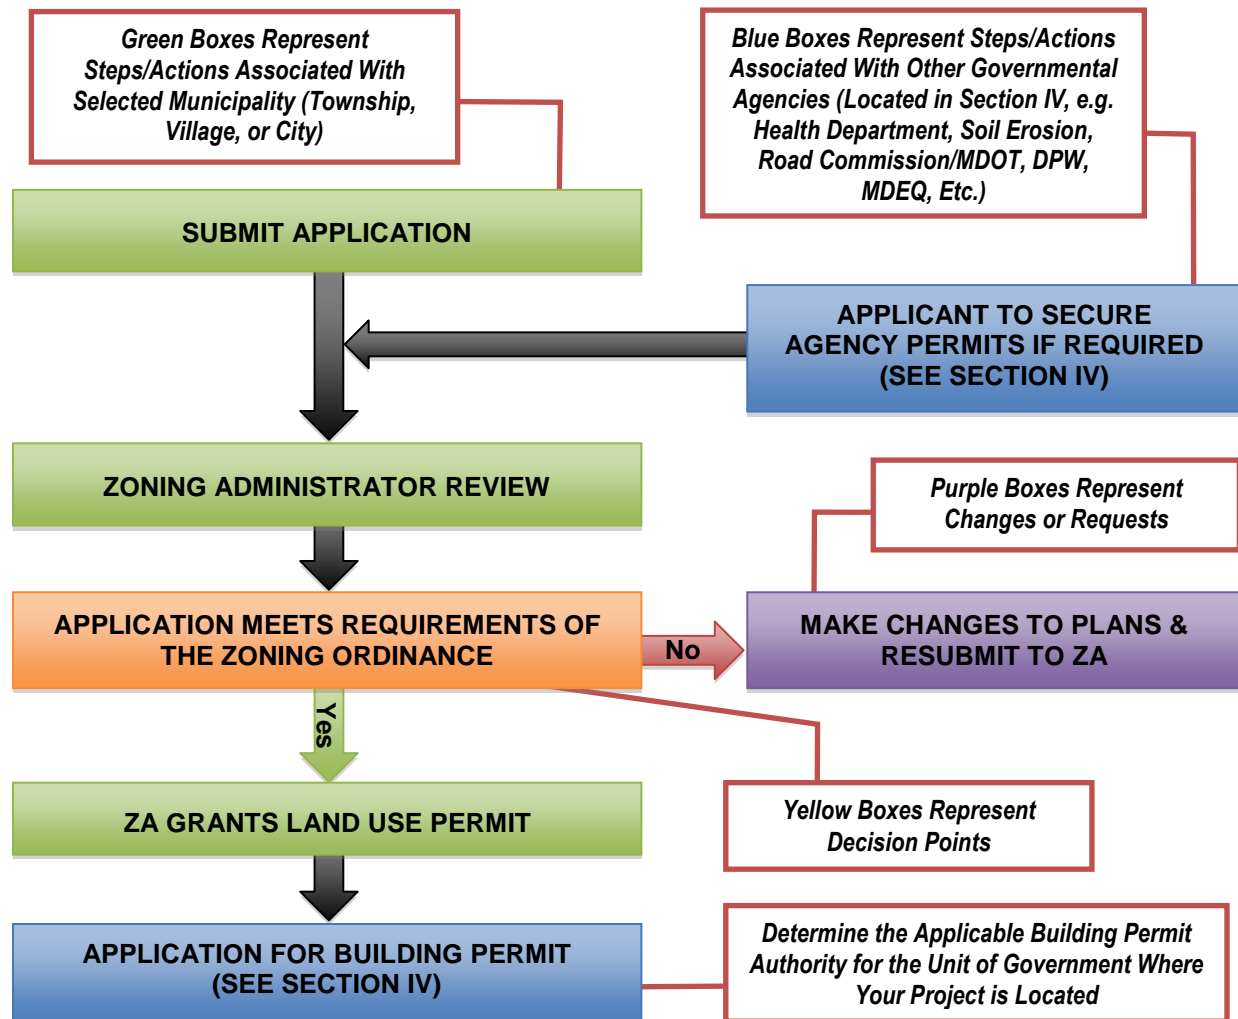 Green Boxes Represent
Steps/Actions Associated With
Selected Municipality (Township,
Village, or City)
Blue Boxes Represent Steps/Actions
Associated With Other Governmental
Agencies (Located in Section IV, e.g.
Health Department, Soil Erosion,
Road Commission/MDOT, DPW,
MDEQ, Etc.)
SUBMIT APPLICATION
APPLICANT TO SECURE
AGENCY PERMITS IF REQUIRED
(SEE SECTION IV)
ZONING ADMINISTRATOR REVIEW
Purple Boxes Represent
Changes or Requests
APPLICATION MEETS REQUIREMENTS OF
THE ZONING ORDINANCE
No
MAKE CHANGES TO PLANS &
RESUBMIT TO ZA
Yes
ZA GRANTS LAND USE PERMIT
Yellow Boxes Represent
Decision Points
APPLICATION FOR BUILDING PERMIT
(SEE SECTION IV)
Determine the Applicable Building Permit
Authority for the Unit of Government Where
Your Project is Located